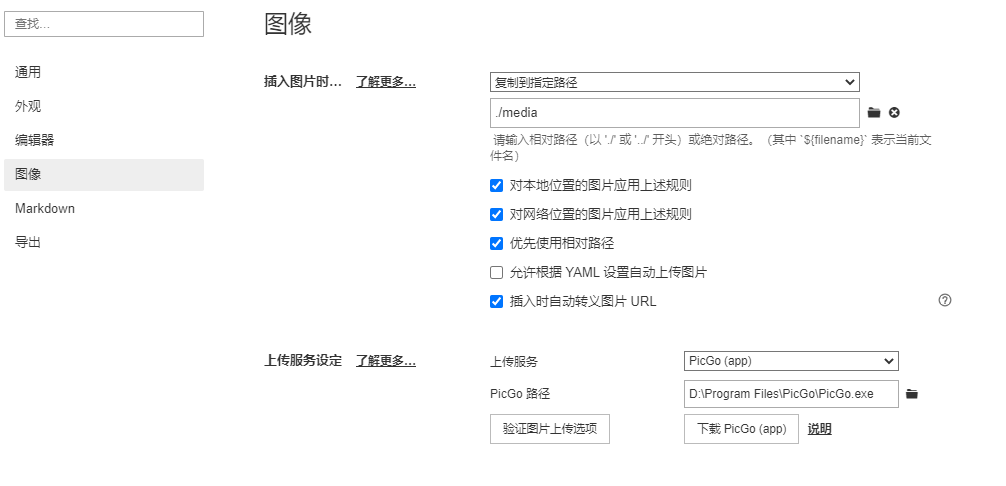 查找...
通用
外观
编辑器
图像
Markdown
导出
图像
插入图片时... 了解更多...
复制到指定路径
./media
请输入相对路径（以 './' 或 '../' 开头）或绝对路径。（其中 `${filename}` 表示当前文
件名）
对本地位置的图片应用上述规则
对网络位置的图片应用上述规则
优先使用相对路径
允许根据 YAML 设置自动上传图片
插入时自动转义图片 URL
上传服务设定 了解更多...
上传服务 PicGo (app)
PicGo 路径 D:\Program Files\PicGo\PicGo.exe
验证图片上传选项 下载 PicGo (app) 说明